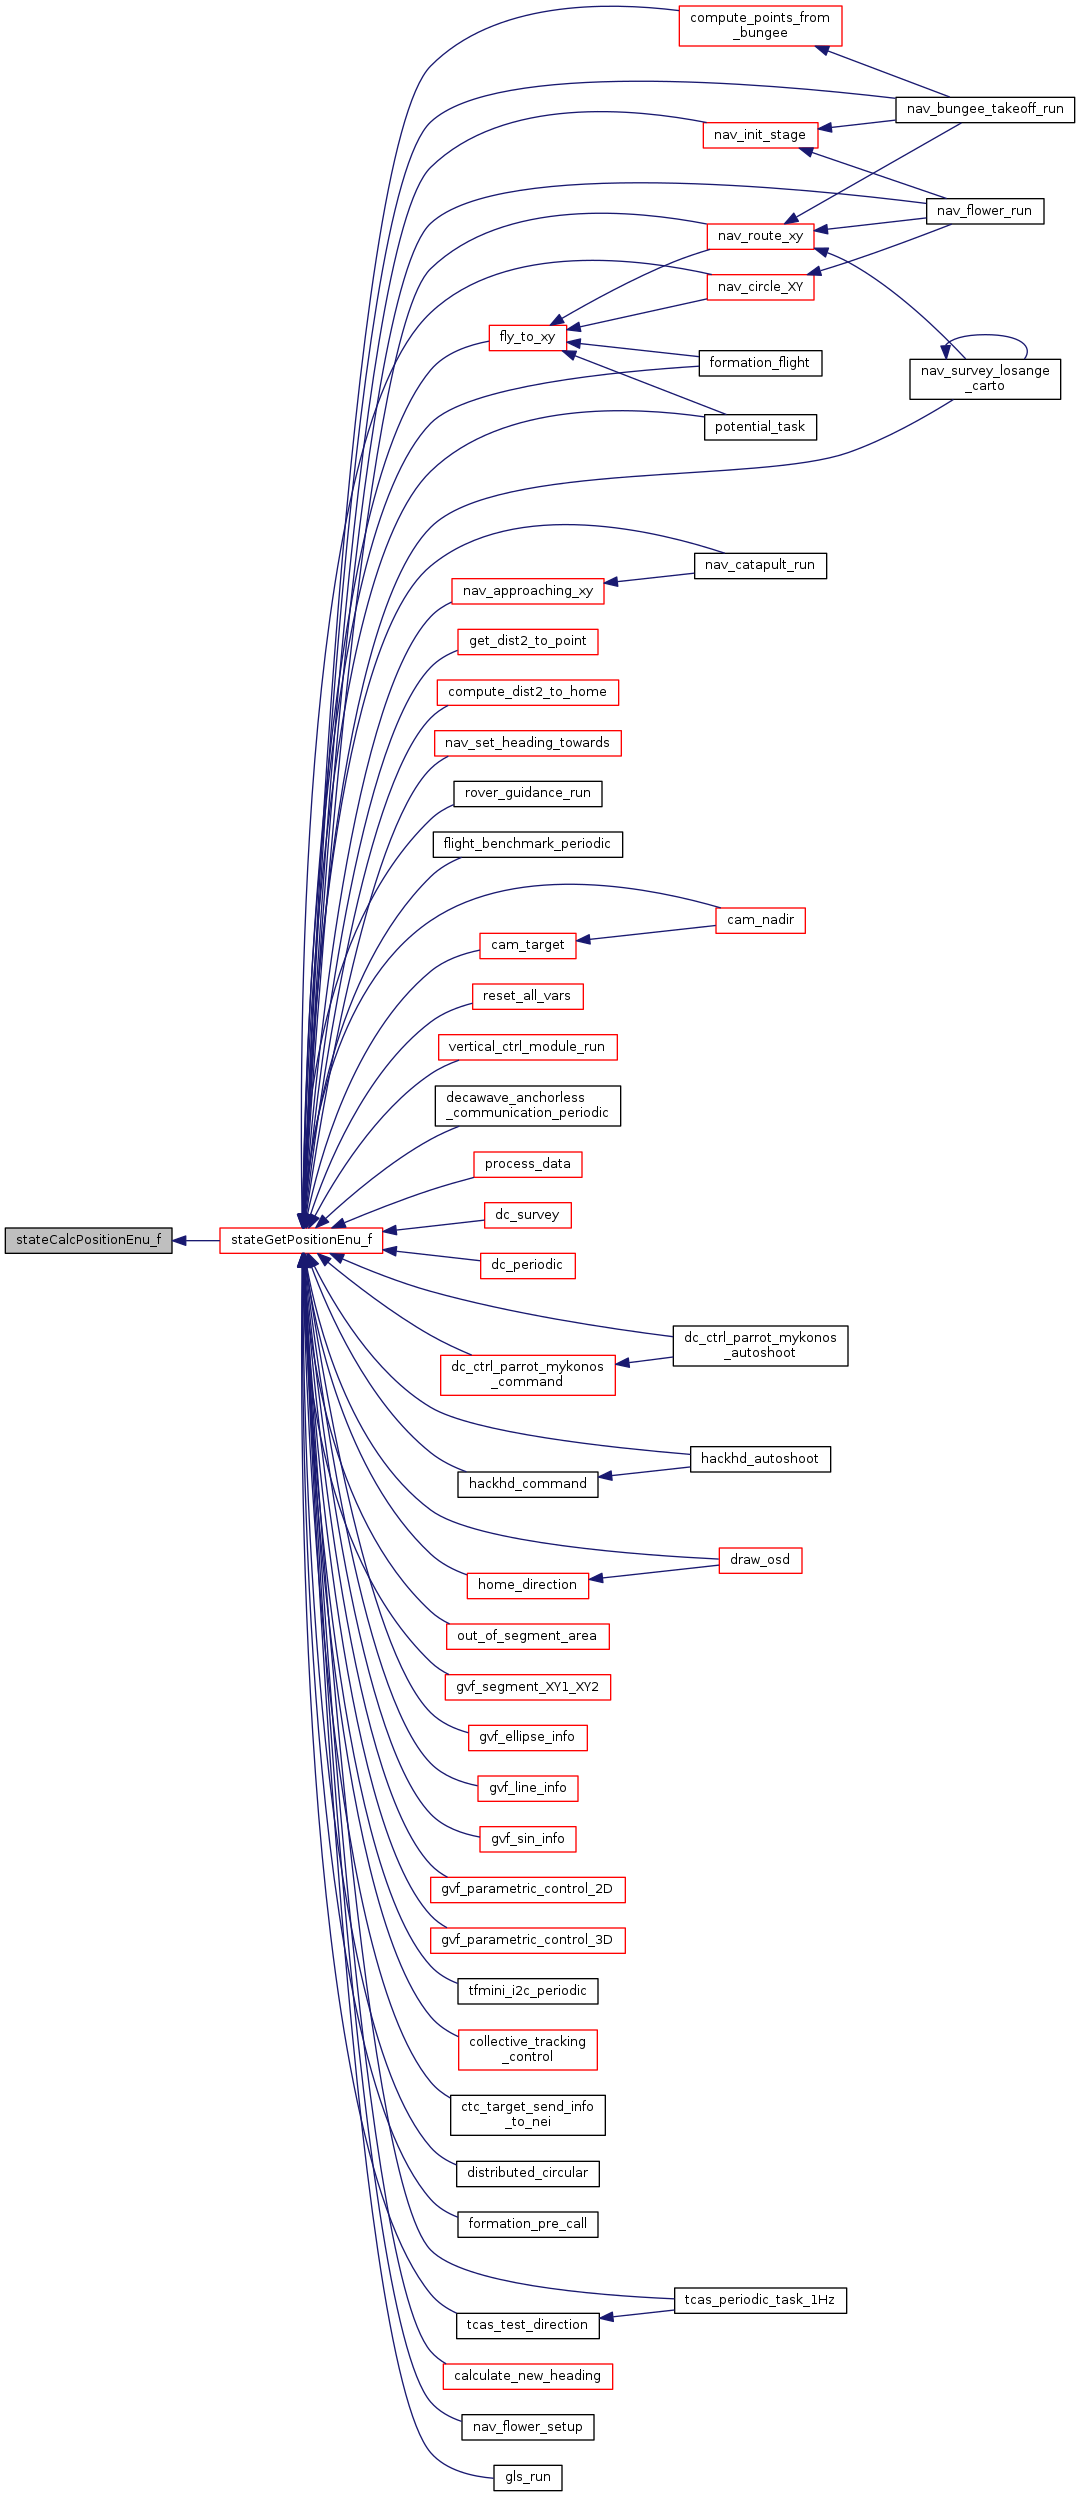 compute_points_from
_bungee
nav_bungee_takeoff_run
nav_init_stage
nav_flower_run
nav_route_xy
nav_circle_XY
fly_to_xy
formation_flight
nav_survey_losange
_carto
potential_task
nav_catapult_run
nav_approaching_xy
get_dist2_to_point
compute_dist2_to_home
nav_set_heading_towards
rover_guidance_run
flight_benchmark_periodic
cam_nadir
cam_target
reset_all_vars
vertical_ctrl_module_run
decawave_anchorless
_communication_periodic
process_data
dc_survey
stateCalcPositionEnu_f
stateGetPositionEnu_f
dc_periodic
dc_ctrl_parrot_mykonos
_autoshoot
dc_ctrl_parrot_mykonos
_command
hackhd_autoshoot
hackhd_command
draw_osd
home_direction
out_of_segment_area
gvf_segment_XY1_XY2
gvf_ellipse_info
gvf_line_info
gvf_sin_info
gvf_parametric_control_2D
gvf_parametric_control_3D
tfmini_i2c_periodic
collective_tracking
_control
ctc_target_send_info
_to_nei
distributed_circular
formation_pre_call
tcas_periodic_task_1Hz
tcas_test_direction
calculate_new_heading
nav_flower_setup
gls_run